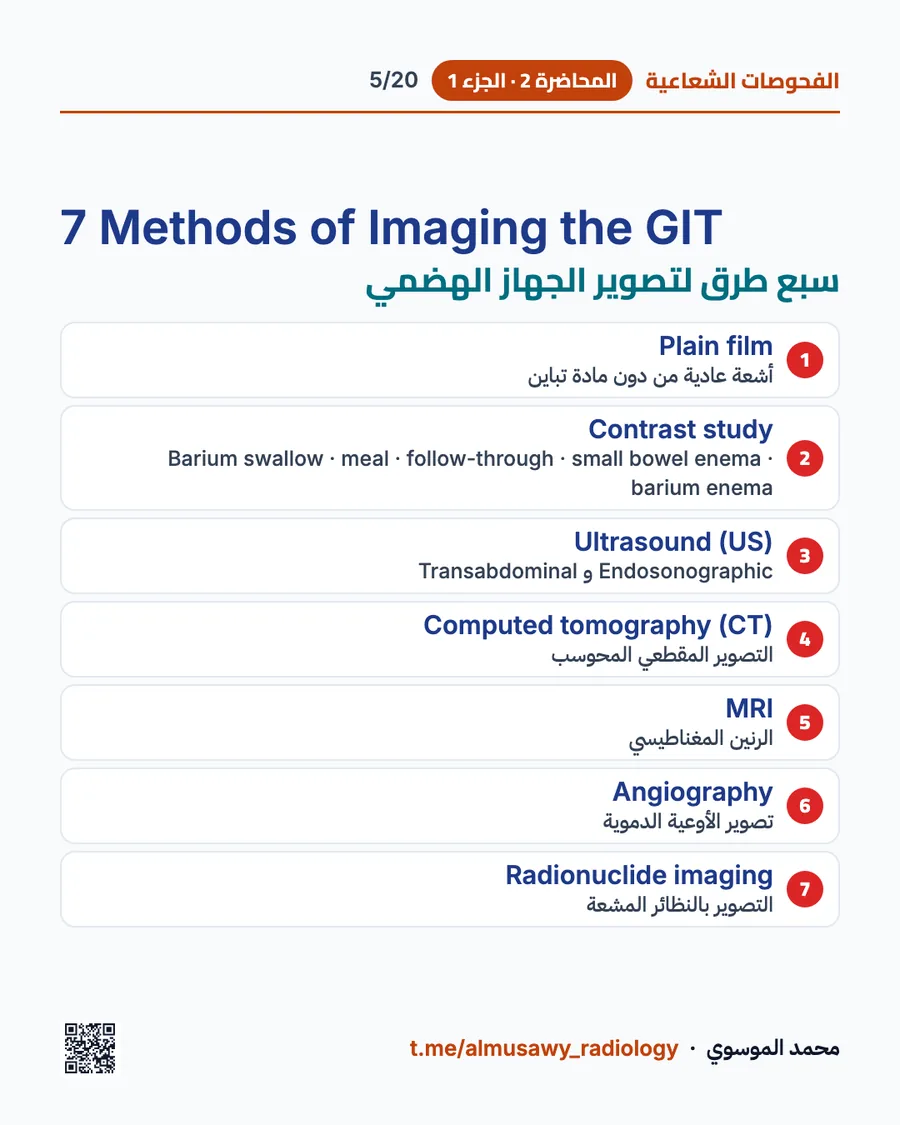 الفحوصات الشعاعية المحاضرة 2 · الجزء 1 5/20
7 Methods of Imaging the GIT
سبع طرق لتصوير الجهاز الهضمي
1 Plain film
أشعة عادية من دون مادة تباين
2 Contrast study
Barium swallow · meal · follow-through · small bowel enema ·
barium enema
3 Ultrasound (US)
Transabdominal و Endosonographic
4 Computed tomography (CT)
التصوير المقطعي المحوسب
5 MRI
الرنين المغناطيسي
6 Angiography
تصوير الأوعية الدموية
7 Radionuclide imaging
التصوير بالنظائر المشعة
محمد الموسوي · t.me/almusawy_radiology